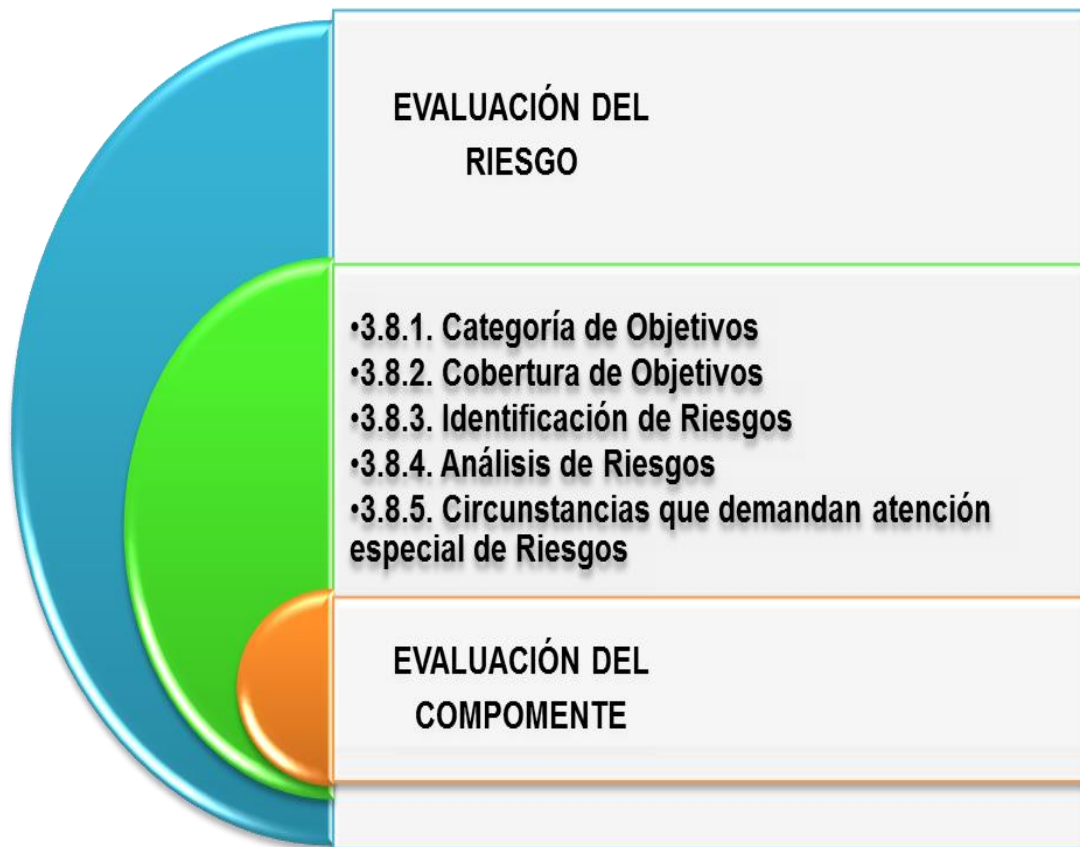 EVALUACIÓN DEL
RIESGO
•3.8.1. Categoría de Objetivos
•3.8.2. Cobertura de Objetivos
•3.8.3. Identificación de Riesgos
•3.8.4. Análisis de Riesgos
•3.8.5. Circunstancias que demandan atención
especial de Riesgos
EVALUACIÓN DEL
COMPOMENTE